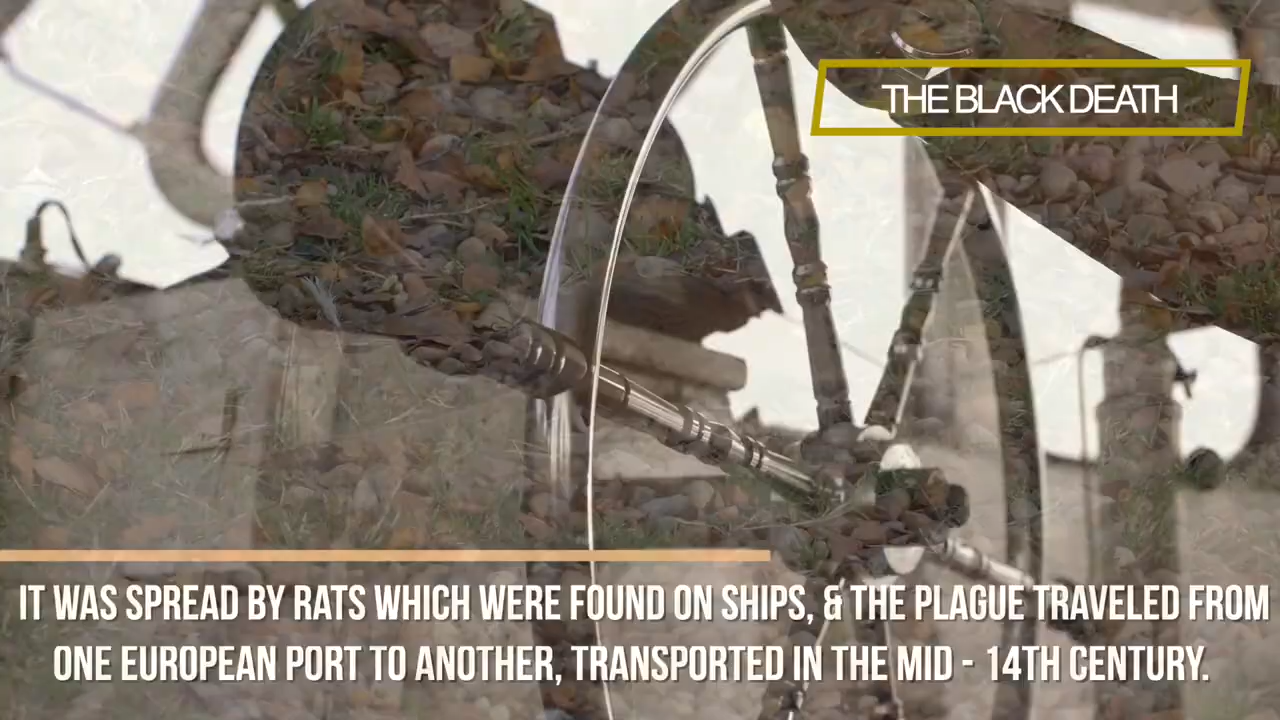 THE BLACK DEATH
IT WAS SPREAD BY RATS WHICH WERE FOUND ON SHIPS, & THE PLAGUE TRAVELED FROM
ONE EUROPEAN PORT TO ANOTHER, TRANSPORTED IN THE MID - 14TH CENTURY.